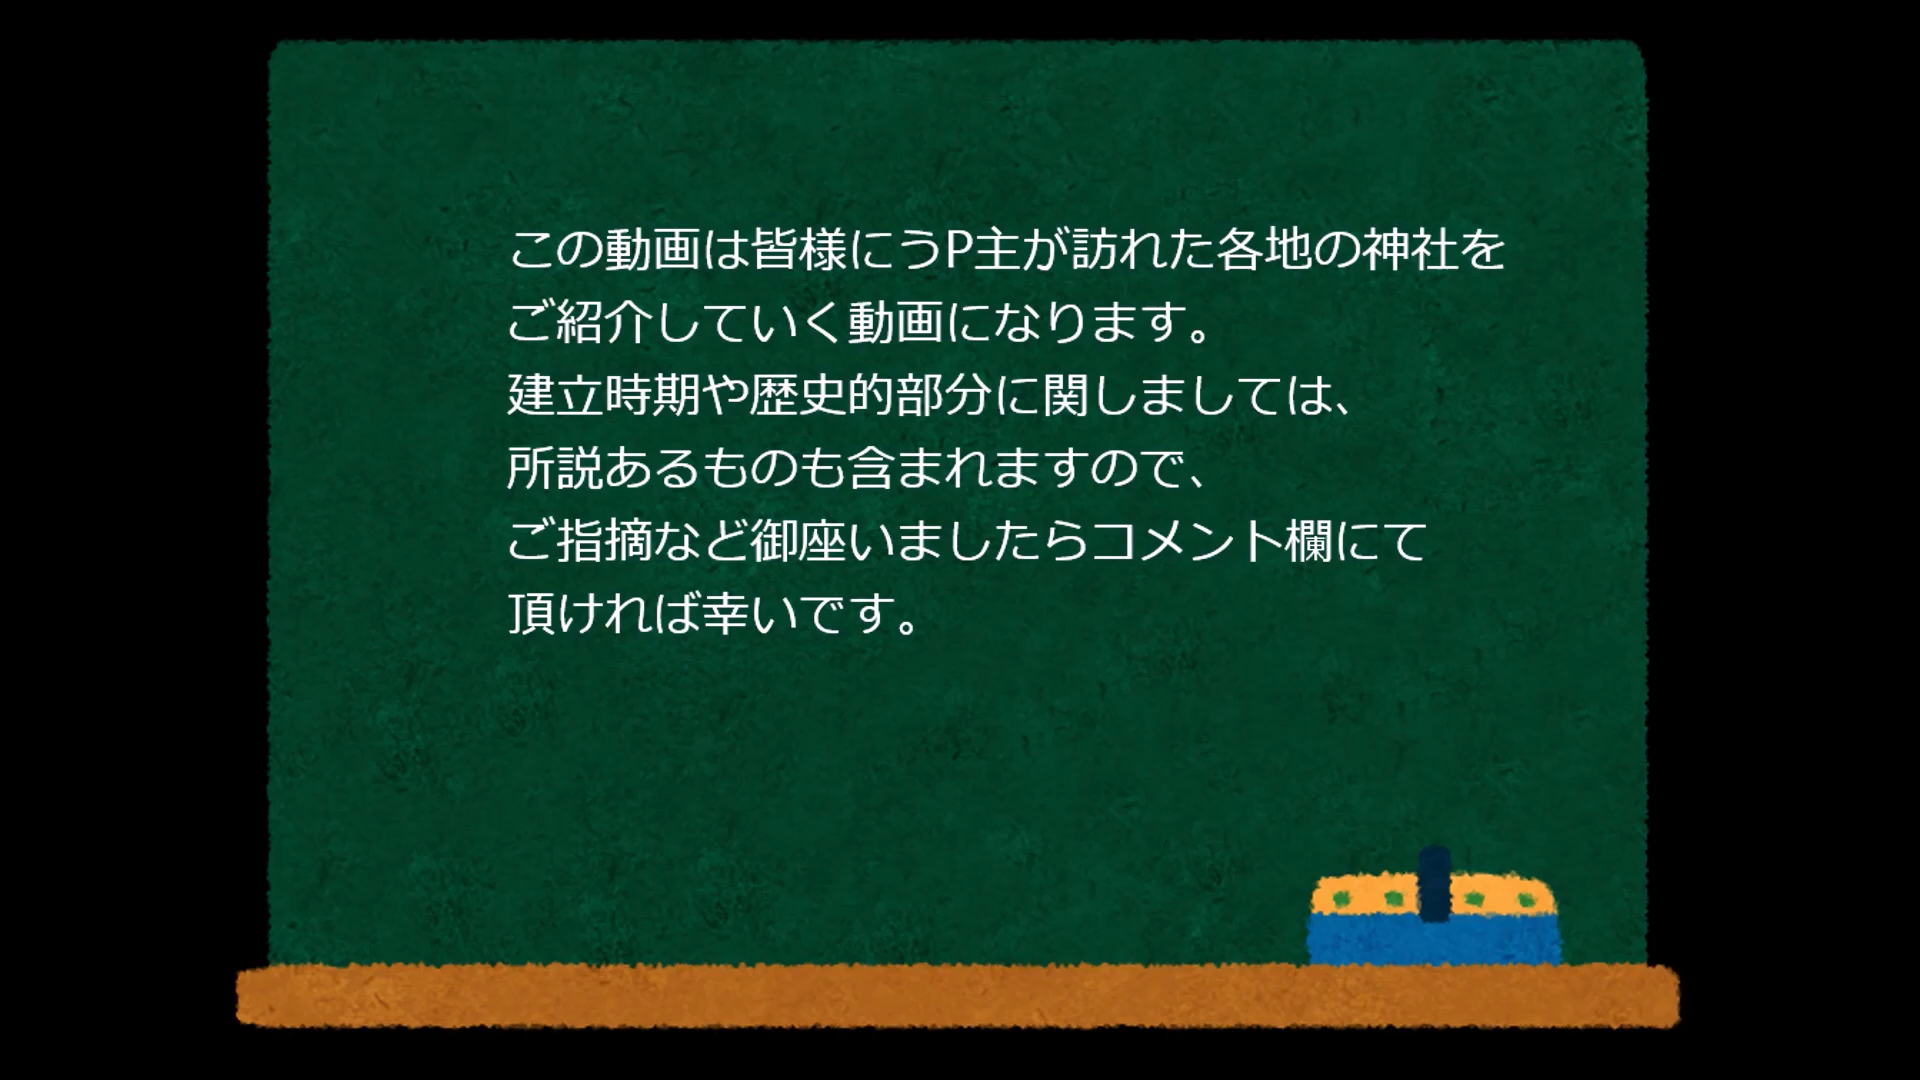 この動画は皆様にうP主が訪れた各地の神社を
ご紹介していく動画になります。
建立時期や歴史的部分に関しましては、
所説あるものも含まれますので、
ご指摘など御座いましたらコメント欄にて
頂ければ幸いです。